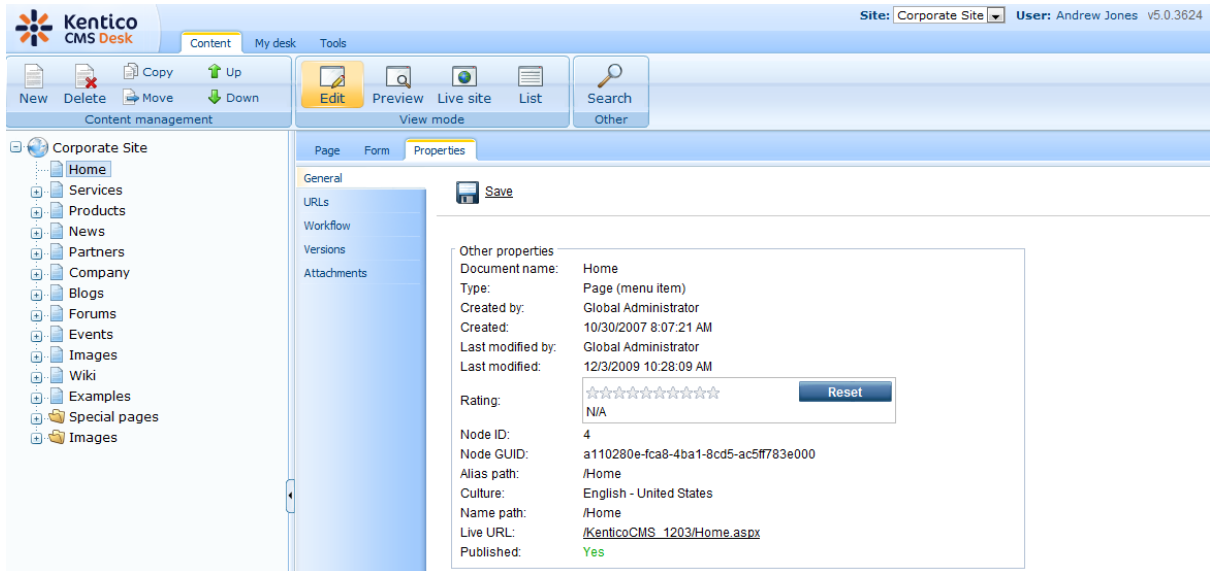 Kentico
CMS Desk
Site: Corporate Site User: Andrew Jones v5.0.3624
Content My desk Tools
New Delete Copy Move Up Down
Content management
Edit Preview Live site List
View mode
Search
Other
Corporate Site
Home
Services
Products
News
Partners
Company
Blogs
Forums
Events
Images
Wiki
Examples
Special pages
Images
Page Form Properties
General
URLs
Workflow
Versions
Attachments
Save
Other properties
Document name: Home
Type: Page (menu item)
Created by: Global Administrator
Created: 10/30/2007 8:07:21 AM
Last modified by: Global Administrator
Last modified: 12/3/2009 10:28:09 AM
Rating: Reset
N/A
Node ID: 4
Node GUID: a110280e-fca8-4ba1-8cd5-ac5ff783e000
Alias path: /Home
Culture: English - United States
Name path: /Home
Live URL: /KenticoCMS_1203/Home.aspx
Published: Yes